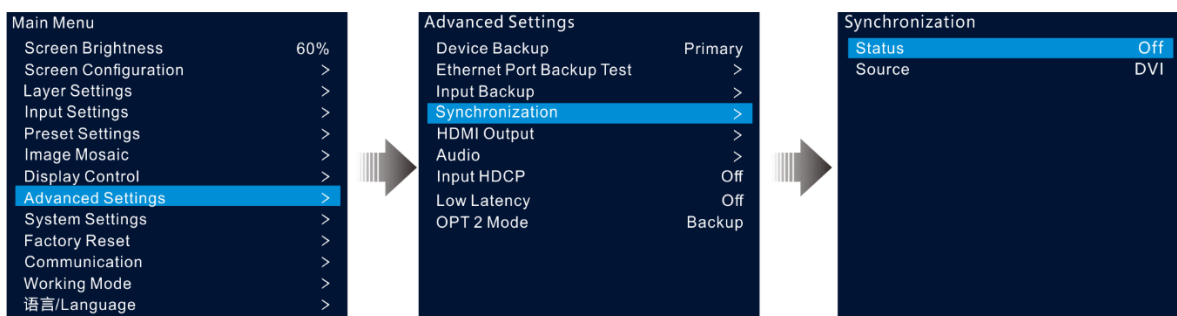 Main Menu
Screen Brightness 60%
Screen Configuration >
Layer Settings >
Input Settings >
Preset Settings >
Image Mosaic >
Display Control >
Advanced Settings >
System Settings >
Factory Reset >
Communication >
Working Mode >
语言/Language >
Advanced Settings
Device Backup Primary
Ethernet Port Backup Test >
Input Backup >
Synchronization >
HDMI Output >
Audio >
Input HDCP Off
Low Latency Off
OPT 2 Mode Backup
Synchronization
Status Off
Source DVI